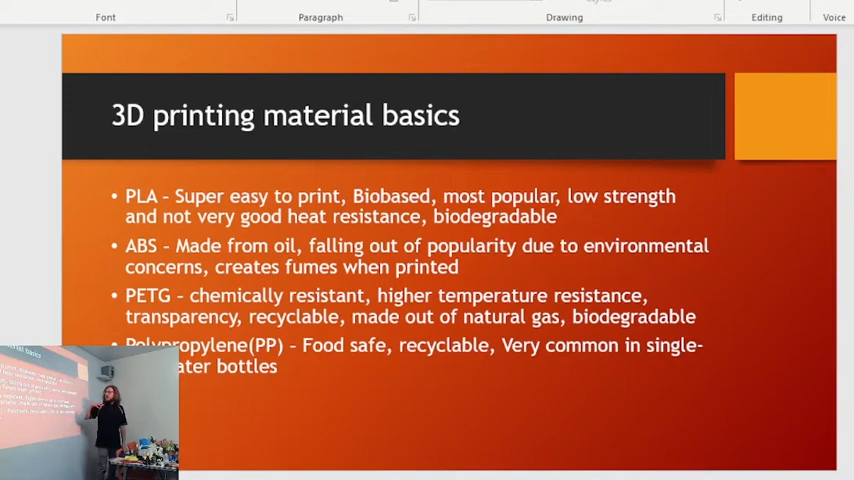 Font
Paragraph
Drawing
Editing
Voice
3D printing material basics
• PLA – Super easy to print, Biobased, most popular, low strength
and not very good heat resistance, biodegradable
• ABS – Made from oil, falling out of popularity due to environmental
concerns, creates fumes when printed
• PETG – chemically resistant, higher temperature resistance,
transparency, recyclable, made out of natural gas, biodegradable
Polypropylene(PP) – Food safe, recyclable, Very common in single-
bottles